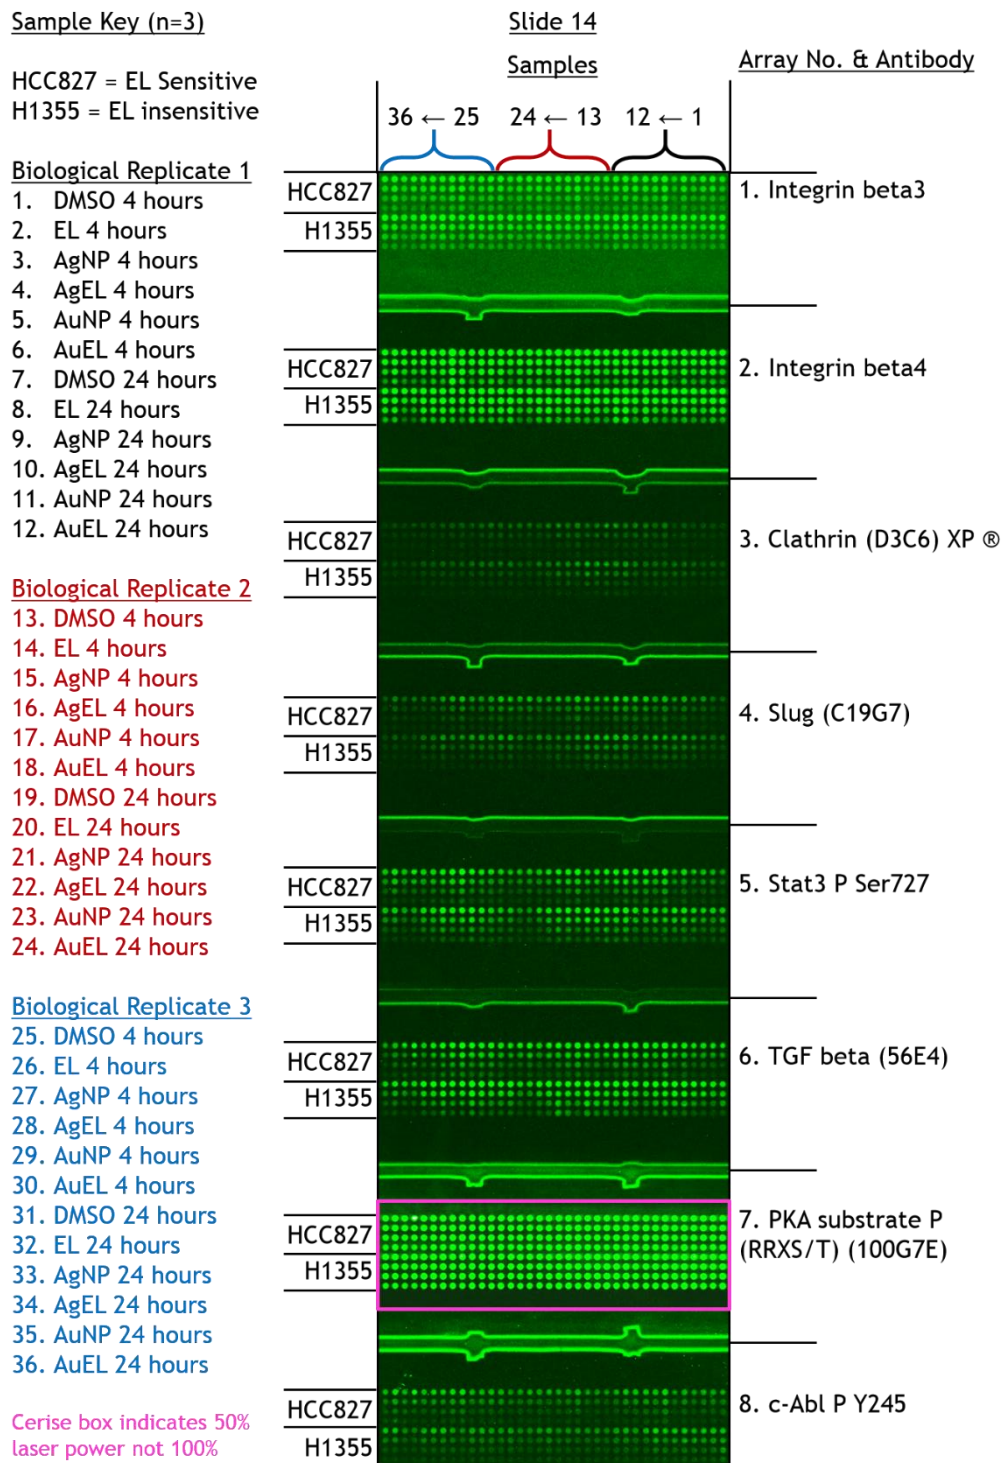 Sample Key (n=3)
HCC827 = EL Sensitive
H1355 = EL insensitive
Biological Replicate 1
1. DMSO 4 hours
2. EL 4 hours
3. AgNP 4 hours
4. AgEL 4 hours
5. AuNP 4 hours
6. AuEL 4 hours
7. DMSO 24 hours
8. EL 24 hours
9. AgNP 24 hours
10. AgEL 24 hours
11. AuNP 24 hours
12. AuEL 24 hours
Biological Replicate 2
13. DMSO 4 hours
14. EL 4 hours
15. AgNP 4 hours
16. AgEL 4 hours
17. AuNP 4 hours
18. AuEL 4 hours
19. DMSO 24 hours
20. EL 24 hours
21. AgNP 24 hours
22. AgEL 24 hours
23. AuNP 24 hours
24. AuEL 24 hours
Biological Replicate 3
25. DMSO 4 hours
26. EL 4 hours
27. AgNP 4 hours
28. AgEL 4 hours
29. AuNP 4 hours
30. AuEL 4 hours
31. DMSO 24 hours
32. EL 24 hours
33. AgNP 24 hours
34. AgEL 24 hours
35. AuNP 24 hours
36. AuEL 24 hours
Cerise box indicates 50%
laser power not 100%
Slide 14
Samples
36 ← 25 24 ← 13 12 ← 1
Array No. & Antibody
HCC827
H1355
1. Integrin beta3
HCC827
H1355
2. Integrin beta4
HCC827
H1355
3. Clathrin (D3C6) XP ®
HCC827
H1355
4. Slug (C19G7)
HCC827
H1355
5. Stat3 P Ser727
HCC827
H1355
6. TGF beta (56E4)
HCC827
H1355
7. PKA substrate P
(RRXS/T) (100G7E)
HCC827
H1355
8. c-Abl P Y245